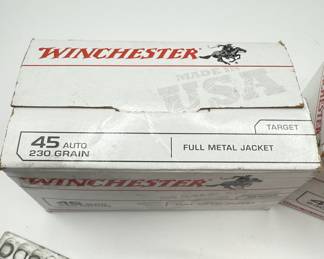 WINCHESTER
MADE IN
USA
TARGET
45 AUTO
230 GRAIN
FULL METAL JACKET
WINCHESTER